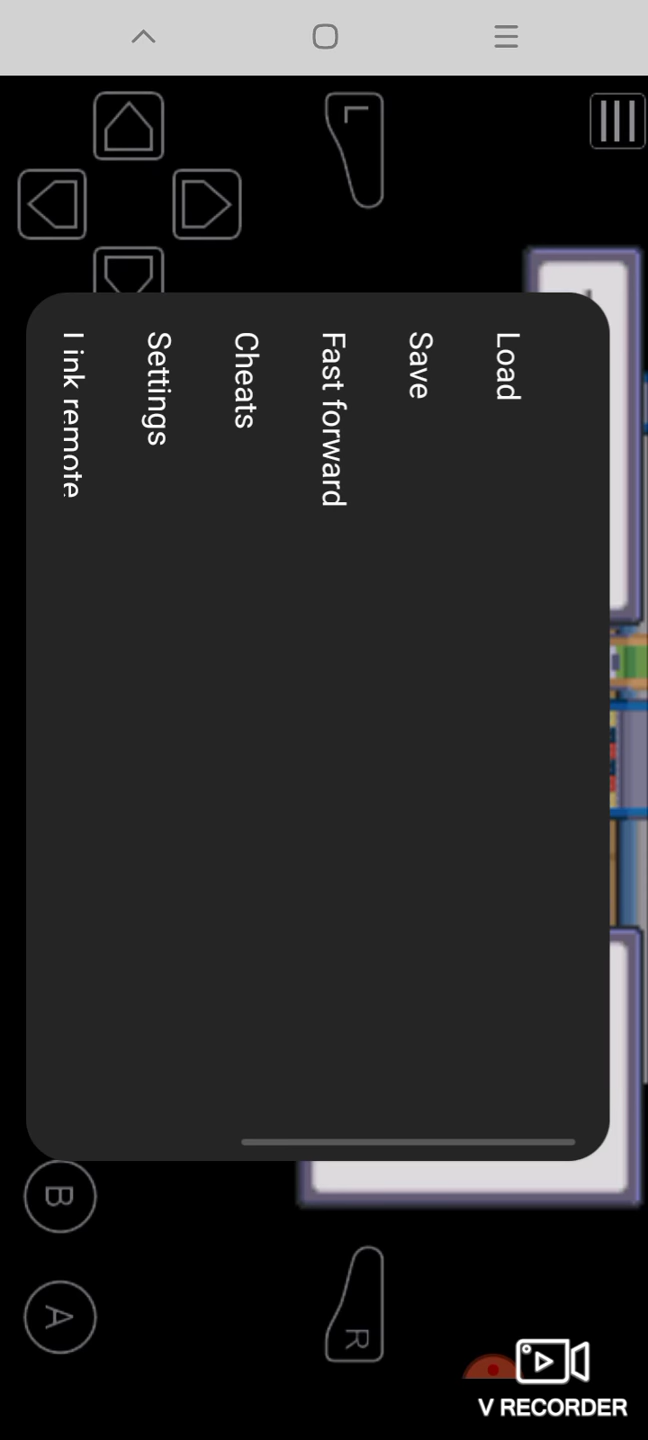 L
Load
Save
Fast forward
Cheats
Settings
Link remote
B
A
R
V RECORDER